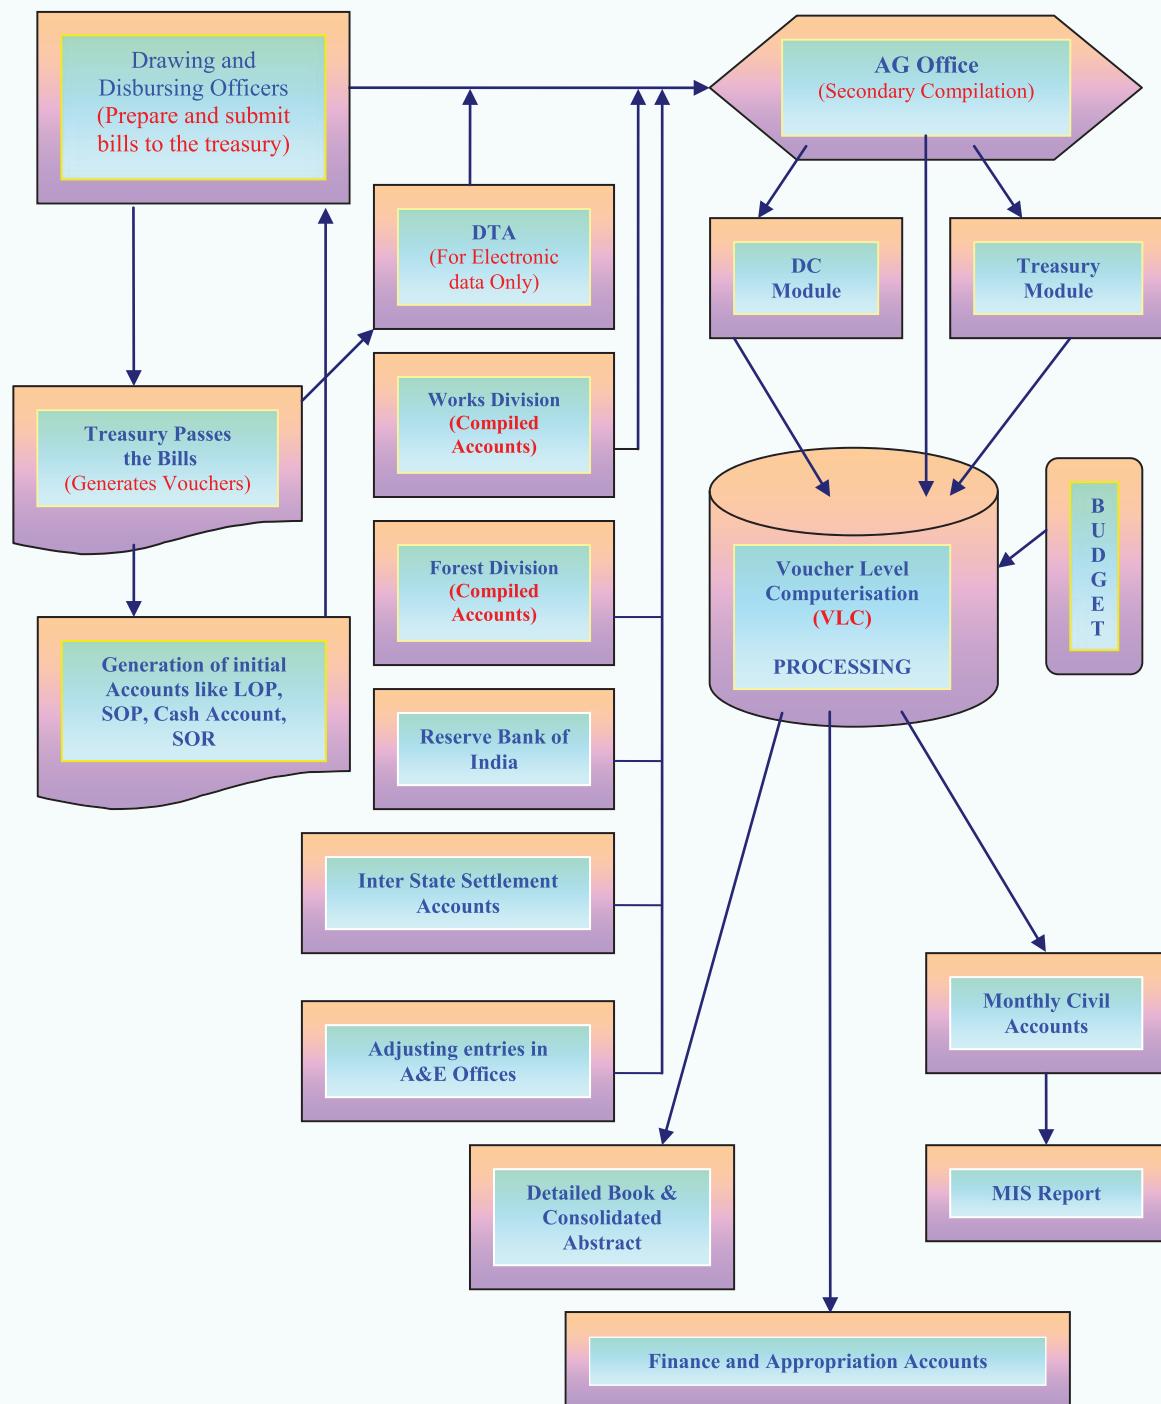 Drawing and
Disbursing Officers
(Prepare and submit
bills to the treasury)
AG Office
(Secondary Compilation)
DTA
(For Electronic
data Only)
DC
Module
Treasury
Module
Works Division
(Compiled
Accounts)
Treasury Passes
the Bills
(Generates Vouchers)
Forest Division
(Compiled
Accounts)
Voucher Level
Computerisation
(VLC)
PROCESSING
B
U
D
G
E
T
Generation of initial
Accounts like LOP,
SOP, Cash Account,
SOR
Reserve Bank of
India
Inter State Settlement
Accounts
Adjusting entries in
A&E Offices
Monthly Civil
Accounts
Detailed Book &
Consolidated
Abstract
MIS Report
Finance and Appropriation Accounts